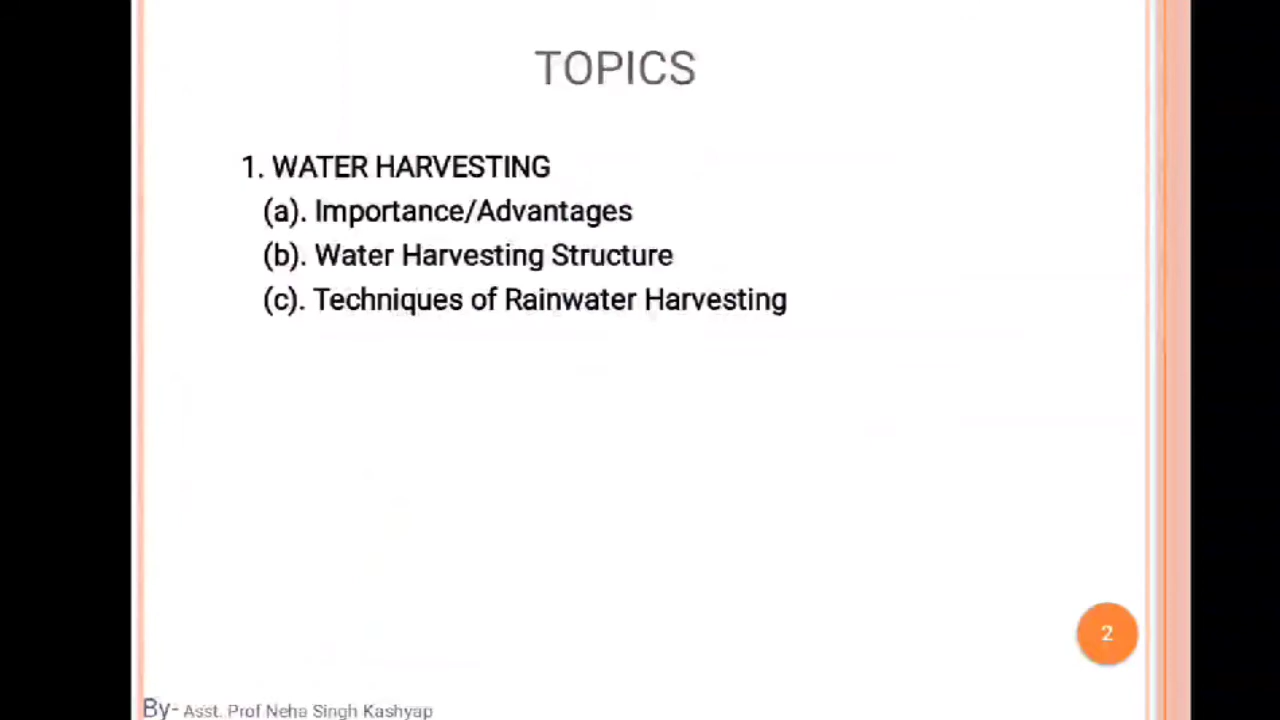 TOPICS
1. WATER HARVESTING
(a). Importance/Advantages
(b). Water Harvesting Structure
(c). Techniques of Rainwater Harvesting
2
By- Asst. Prof Neha Singh Kashyap